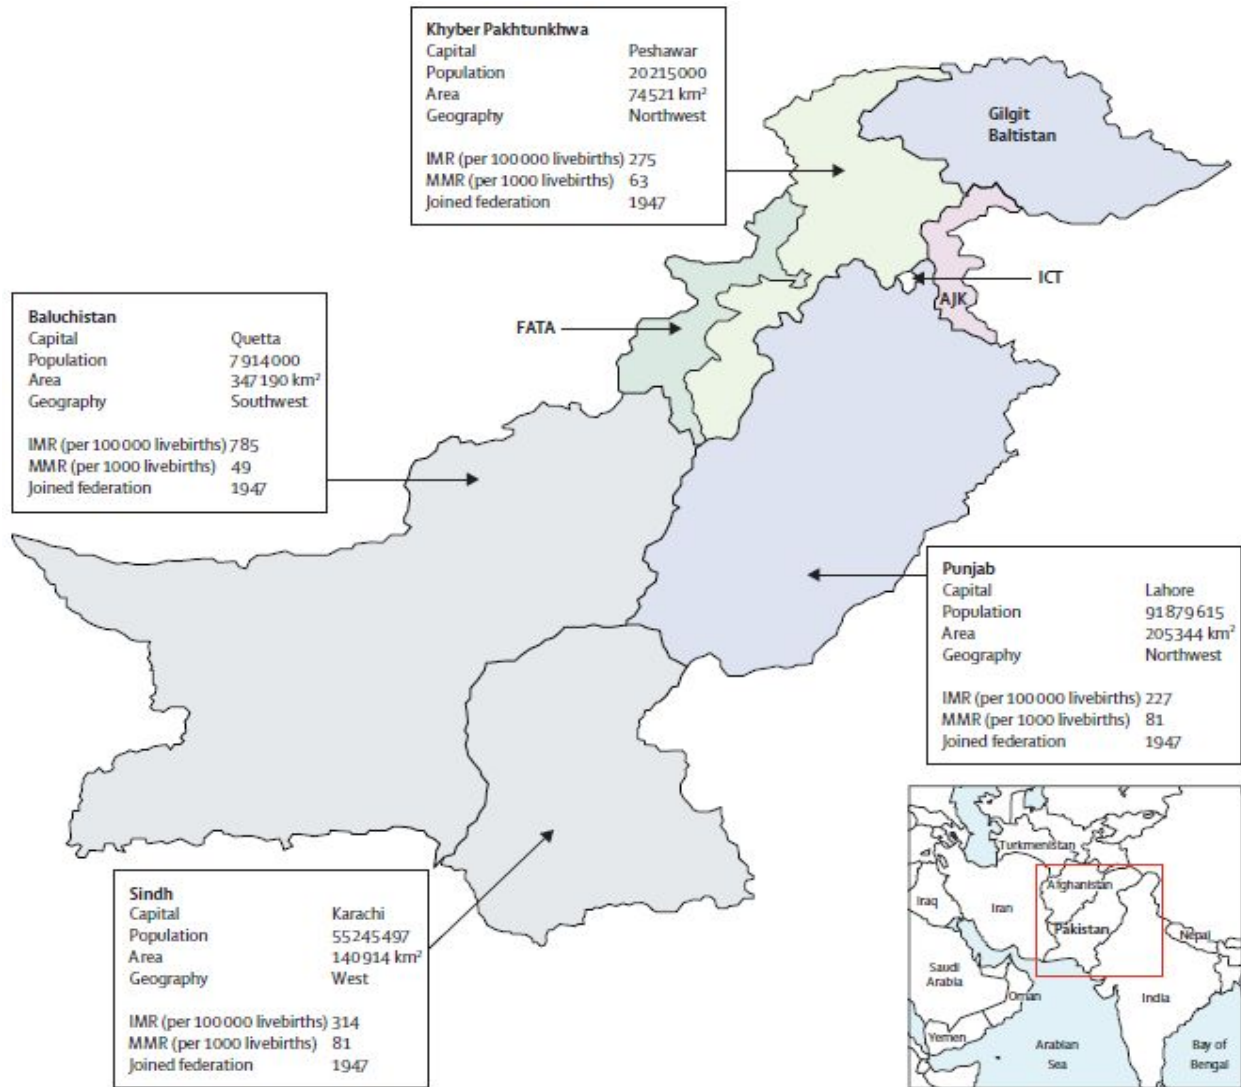 Khyber Pakhtunkhwa
Capital Peshawar
Population 20215000
Area 74521 km²
Geography Northwest
IMR (per 100000 livebirths) 275
MMR (per 1000 livebirths) 63
Joined federation 1947
Gilgit
Baltistan
ICT
AJK
FATA
Baluchistan
Capital Quetta
Population 7914000
Area 347190 km²
Geography Southwest
IMR (per 100000 livebirths) 785
MMR (per 1000 livebirths) 49
Joined federation 1947
Punjab
Capital Lahore
Population 91879615
Area 205344 km²
Geography Northwest
IMR (per 100000 livebirths) 227
MMR (per 1000 livebirths) 81
Joined federation 1947
Sindh
Capital Karachi
Population 55245497
Area 140914 km²
Geography West
IMR (per 100000 livebirths) 314
MMR (per 1000 livebirths) 81
Joined federation 1947
Turkmenistan
Afghanistan
Iraq
Iran
Pakistan
Nepal
Saudi
Arabia
Oman
India
Yemen
Arabian
Sea
Bay of
Bengal